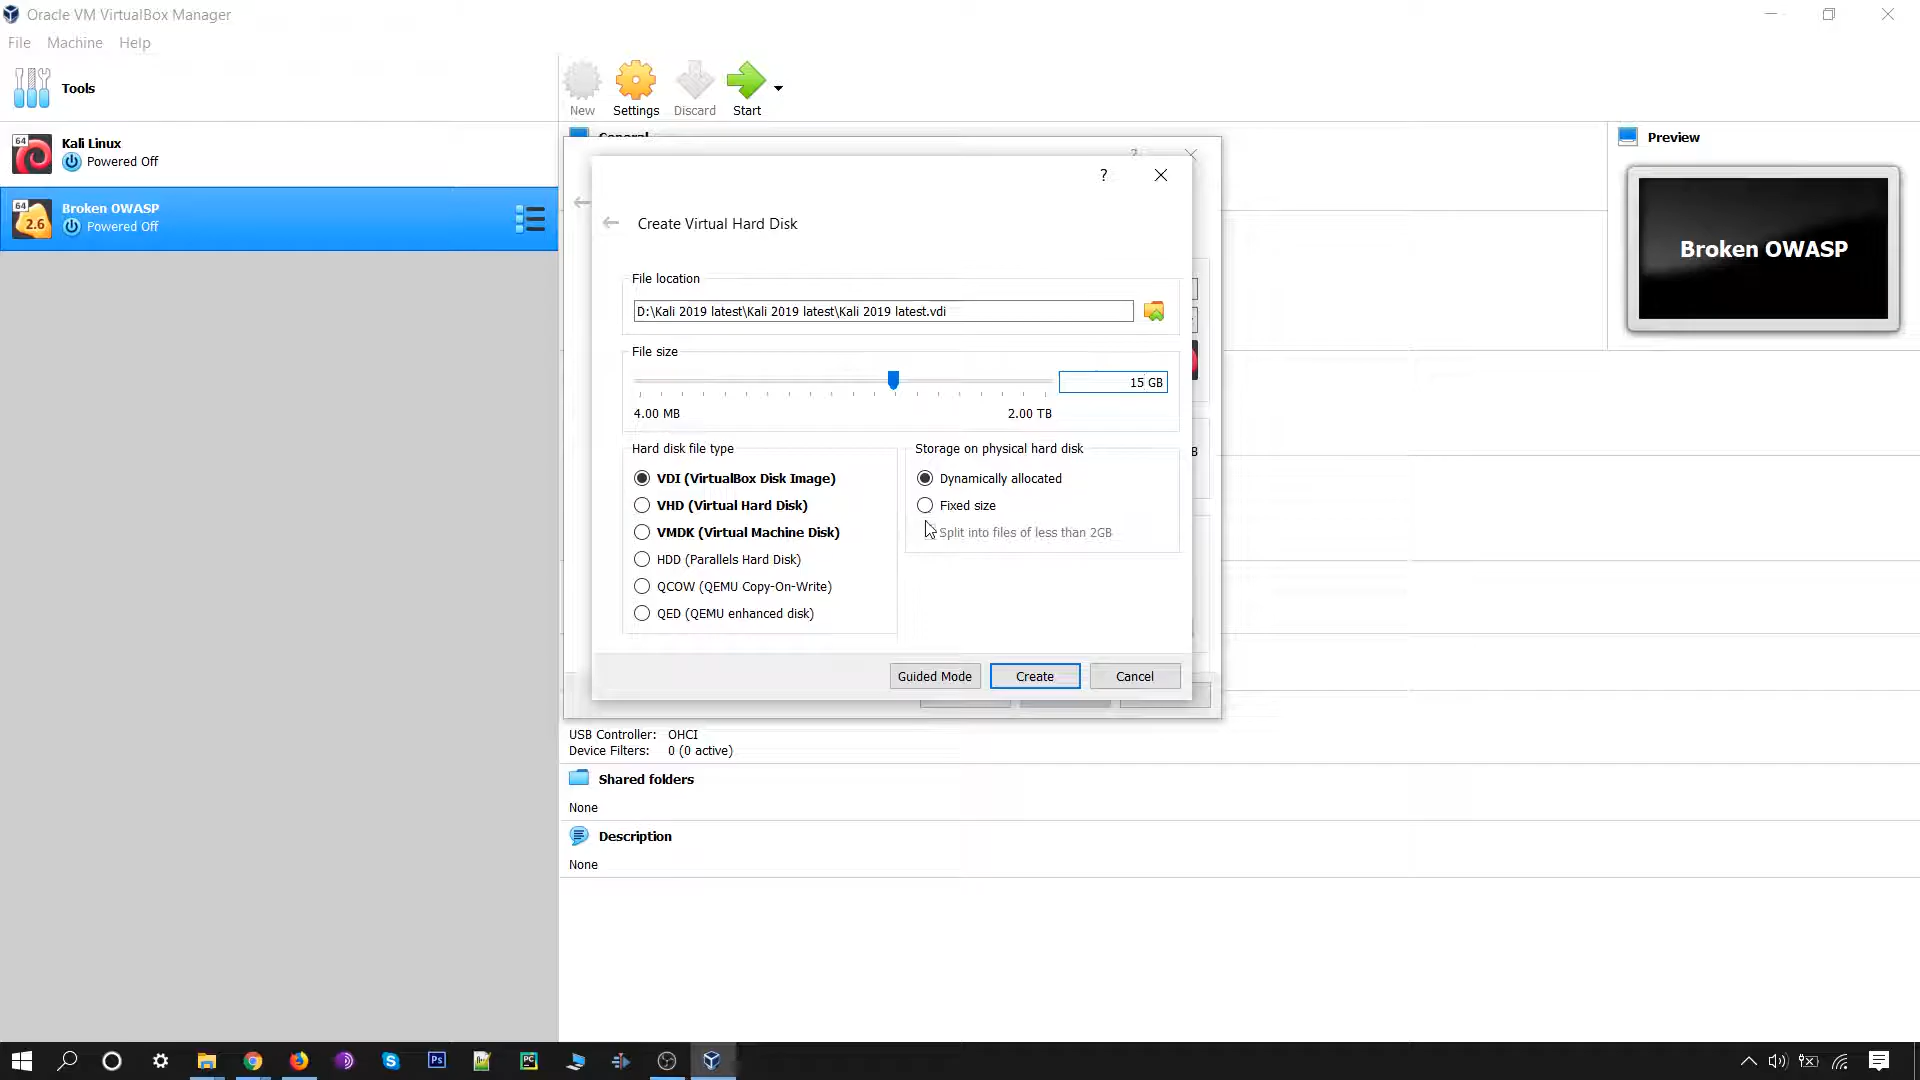 Oracle VM VirtualBox Manager
File Machine Help
Tools
New
Settings
Discard
Start
64
Kali Linux
Powered Off
64
2.6
Broken OWASP
Powered Off
General
Preview
Broken OWASP
?
Create Virtual Hard Disk
File location
D:\Kali 2019 latest\Kali 2019 latest\Kali 2019 latest.vdi
File size
15 GB
4.00 MB
2.00 TB
Hard disk file type
VDI (VirtualBox Disk Image)
VHD (Virtual Hard Disk)
VMDK (Virtual Machine Disk)
HDD (Parallels Hard Disk)
QCOW (QEMU Copy-On-Write)
QED (QEMU enhanced disk)
Storage on physical hard disk
Dynamically allocated
Fixed size
Split into files of less than 2GB
Guided Mode
Create
Cancel
USB Controller: OHCI
Device Filters: 0 (0 active)
Shared folders
None
Description
None